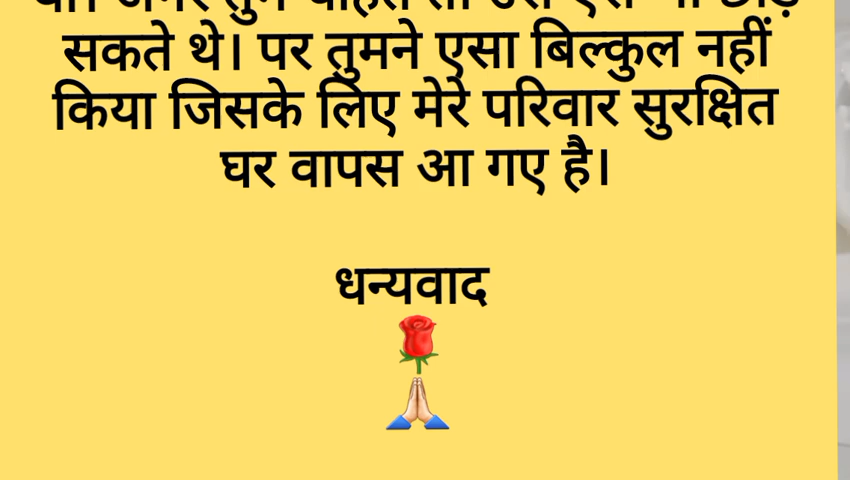 सकते थे। पर तुमने एसा बिल्कुल नहीं
किया जिसके लिए मेरे परिवार सुरक्षित
घर वापस आ गए है।
धन्यवाद